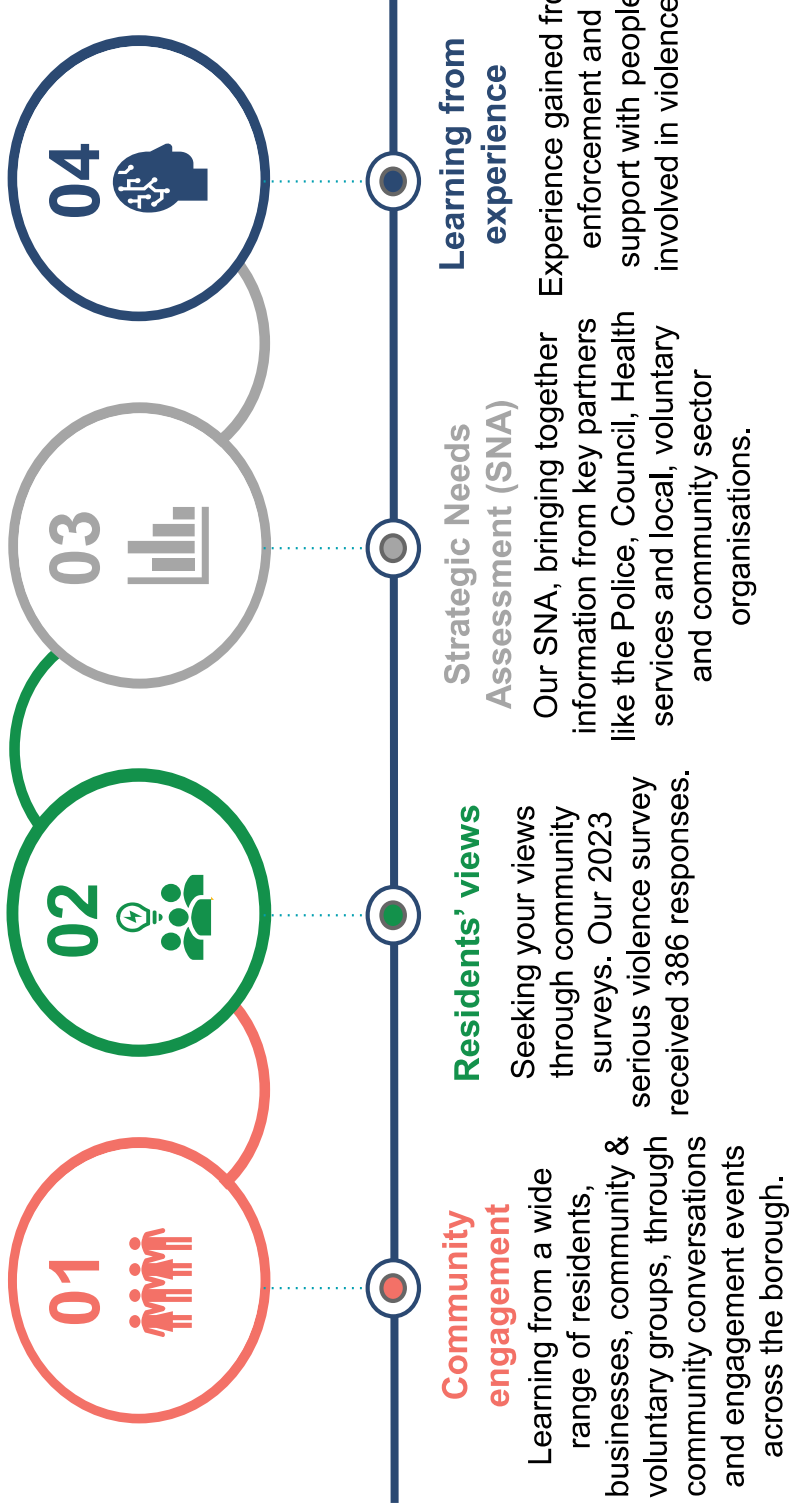 01
Community
engagement
Learning from a wide
range of residents,
businesses, community &
voluntary groups, through
community conversations
and engagement events
across the borough.
02
Residents’ views
Seeking your views
through community
surveys. Our 2023
serious violence survey
received 386 responses.
03
Strategic Needs
Assessment (SNA)
Our SNA, bringing together
information from key partners
like the Police, Council, Health
services and local, voluntary
and community sector
organisations.
04
Learning from
experience
Experience gained
enforcement and
support with people
involved in violence